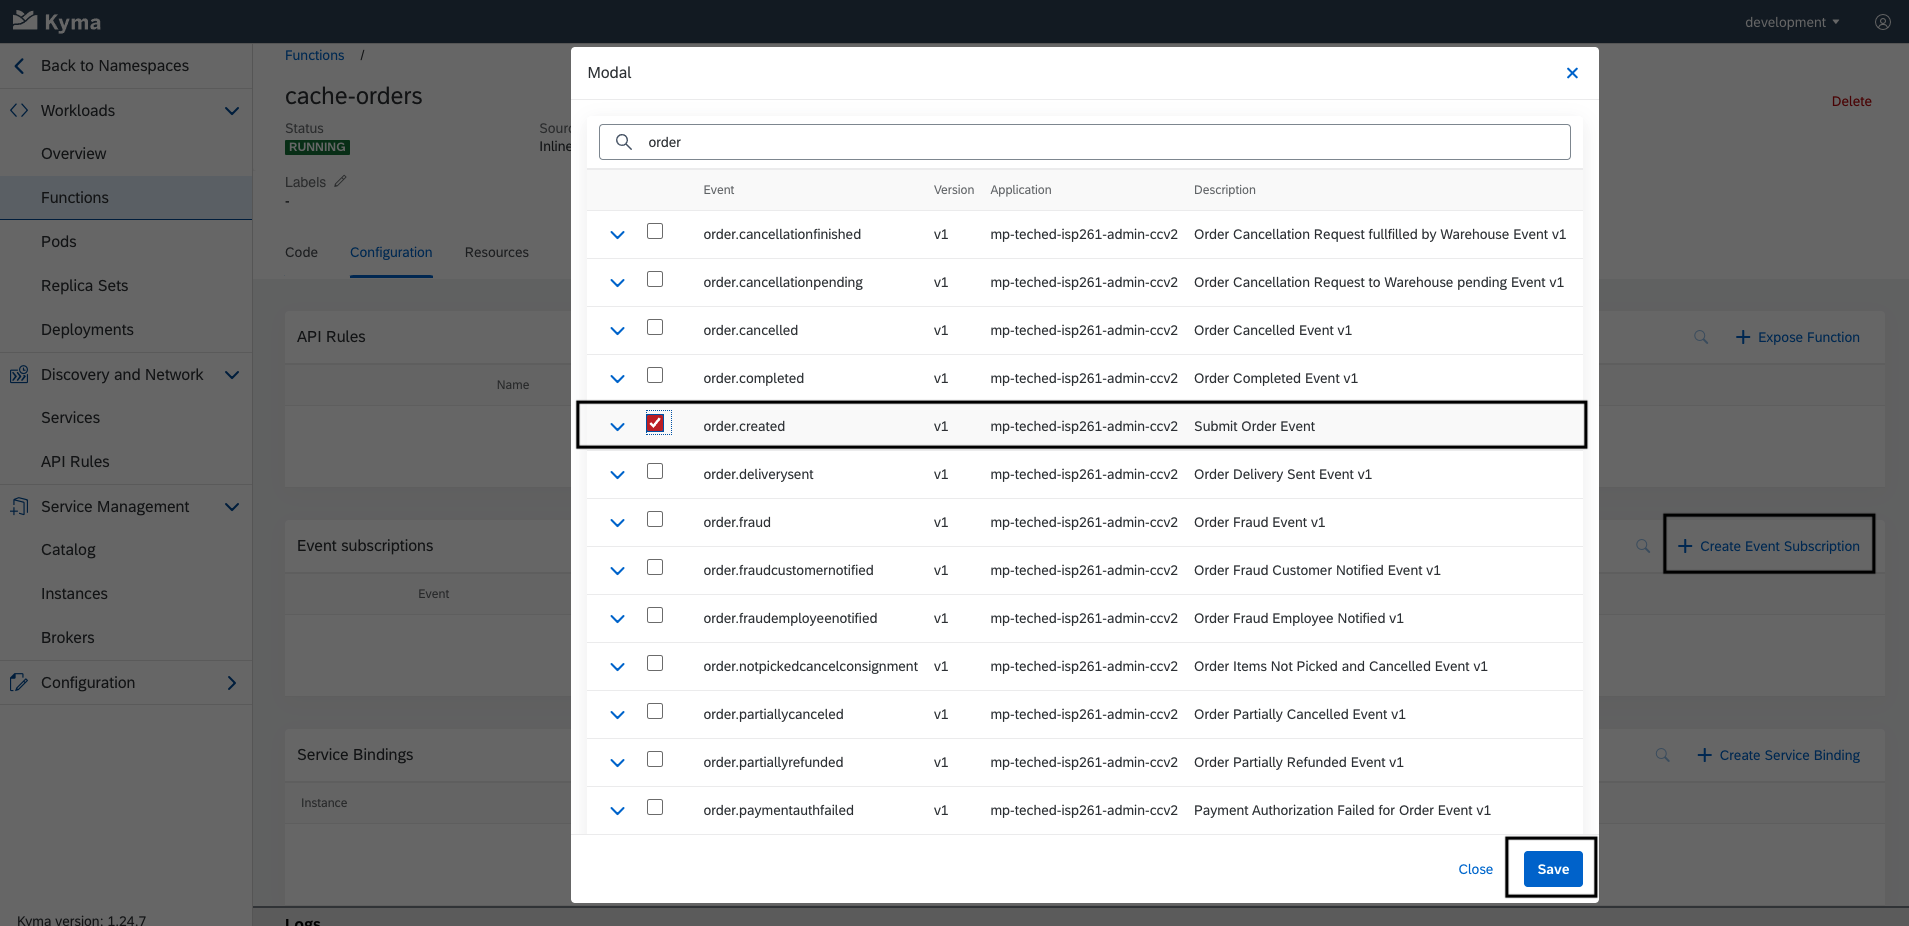 Kyma
development
Back to Namespaces
Workloads
Overview
Functions
Pods
Replica Sets
Deployments
Discovery and Network
Services
API Rules
Service Management
Catalog
Instances
Brokers
Configuration
Kyma version: 1.24.7
Functions /
cache-orders
Delete
Status
RUNNING
Inline
Labels
-
Code Configuration Resources
API Rules
Expose Function
Name
Event subscriptions
Create Event Subscription
Event
Service Bindings
Create Service Binding
Instance
Logs
Modal
order
Event Version Application Description
order.cancellationfinished v1 mp-teched-isp261-admin-ccv2 Order Cancellation Request fullfilled by Warehouse Event v1
order.cancellationpending v1 mp-teched-isp261-admin-ccv2 Order Cancellation Request to Warehouse pending Event v1
order.cancelled v1 mp-teched-isp261-admin-ccv2 Order Cancelled Event v1
order.completed v1 mp-teched-isp261-admin-ccv2 Order Completed Event v1
order.created v1 mp-teched-isp261-admin-ccv2 Submit Order Event
order.deliverysent v1 mp-teched-isp261-admin-ccv2 Order Delivery Sent Event v1
order.fraud v1 mp-teched-isp261-admin-ccv2 Order Fraud Event v1
order.fraudcustomernotified v1 mp-teched-isp261-admin-ccv2 Order Fraud Customer Notified Event v1
order.fraudemployeenotified v1 mp-teched-isp261-admin-ccv2 Order Fraud Employee Notified v1
order.notpickedcancelconsignment v1 mp-teched-isp261-admin-ccv2 Order Items Not Picked and Cancelled Event v1
order.partiallycanceled v1 mp-teched-isp261-admin-ccv2 Order Partially Cancelled Event v1
order.partiallyrefunded v1 mp-teched-isp261-admin-ccv2 Order Partially Refunded Event v1
order.paymentauthfailed v1 mp-teched-isp261-admin-ccv2 Payment Authorization Failed for Order Event v1
Close Save